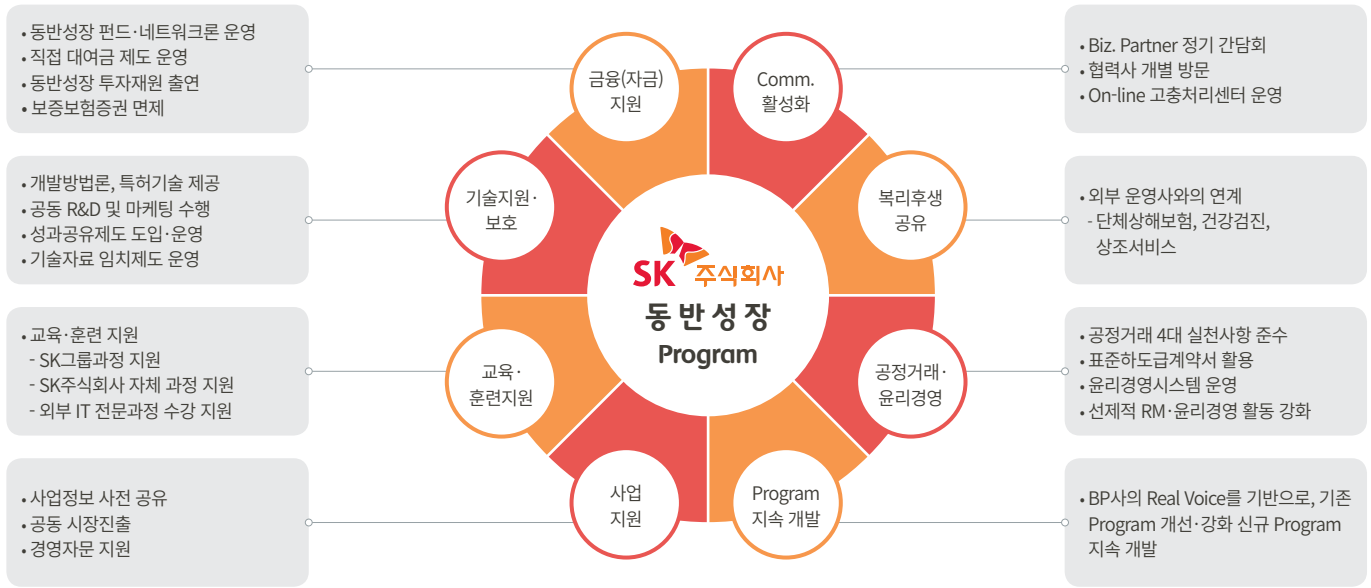 • 동반성장 펀드·네트워크론 운영
• 직접 대여금 제도 운영
• 동반성장 투자재원 출연
• 보증보험증권 면제
금융(자금)
지원
Comm.
활성화
• Biz. Partner 정기 간담회
• 협력사 개별 방문
• On-line 고충처리센터 운영
• 개발방법론, 특허기술 제공
• 공동 R&D 및 마케팅 수행
• 성과공유제도 도입·운영
• 기술자료 임치제도 운영
기술지원·
보호
복리후생
공유
• 외부 운영사와의 연계
- 단체상해보험, 건강검진,
상조서비스
SK 주식회사
동반성장
Program
• 교육·훈련 지원
- SK그룹과정 지원
- SK주식회사 자체 과정 지원
- 외부 IT 전문과정 수강 지원
교육·
훈련지원
공정거래·
윤리경영
• 공정거래 4대 실천사항 준수
• 표준하도급계약서 활용
• 윤리경영시스템 운영
• 선제적 RM·윤리경영 활동 강화
• 사업정보 사전 공유
• 공동 시장진출
• 경영자문 지원
사업
지원
Program
지속 개발
• BP사의 Real Voice를 기반으로, 기존
Program 개선·강화 신규 Program
지속 개발